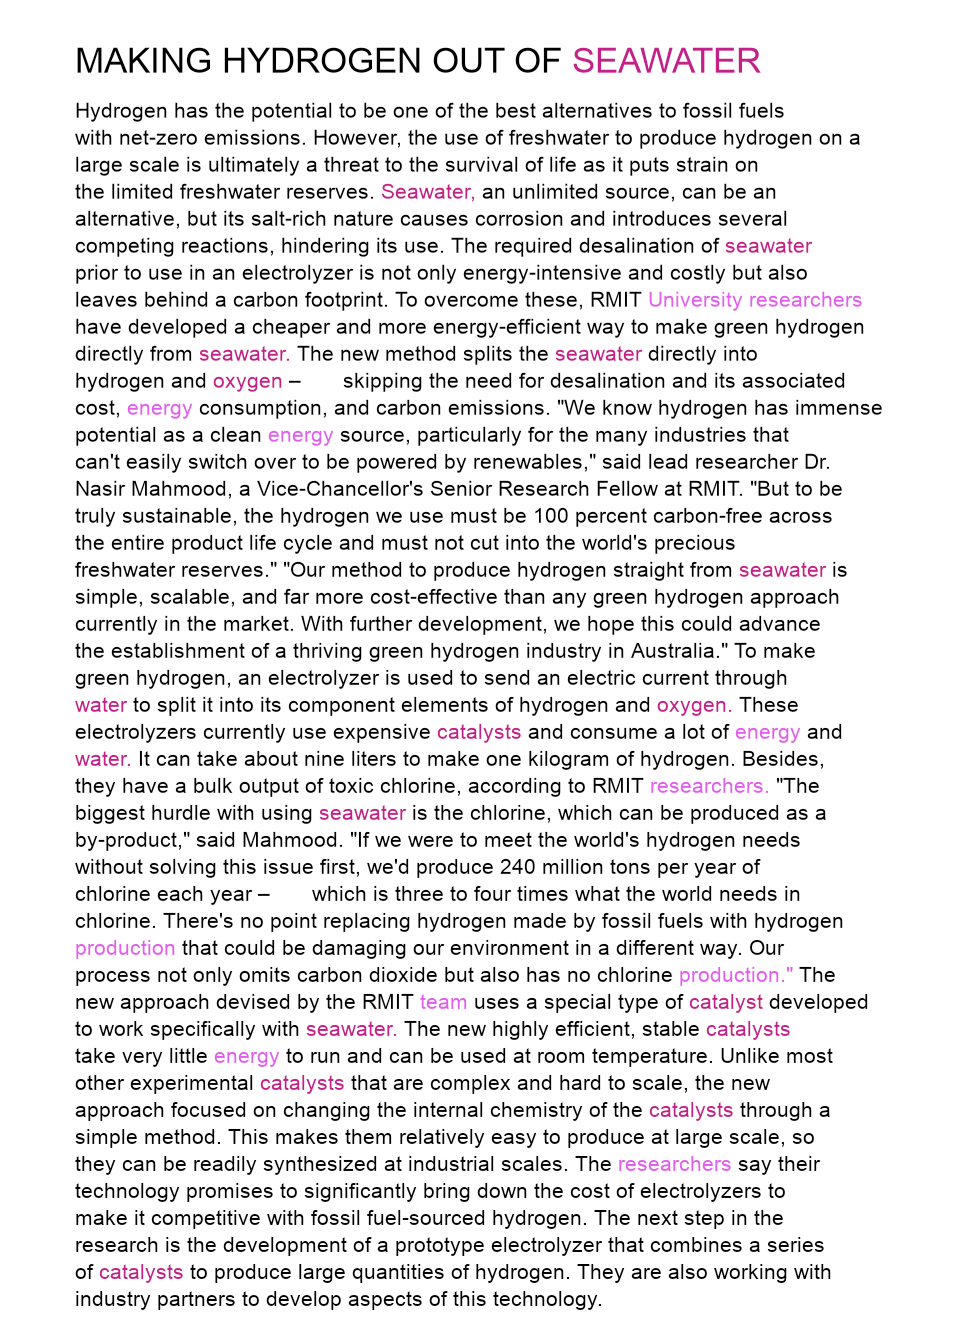 MAKING HYDROGEN OUT OF SEAWATER
Hydrogen has the potential to be one of the best alternatives to fossil fuels
with net-zero emissions. However, the use of freshwater to produce hydrogen on a
large scale is ultimately a threat to the survival of life as it puts strain on
the limited freshwater reserves. Seawater, an unlimited source, can be an
alternative, but its salt-rich nature causes corrosion and introduces several
competing reactions, hindering its use. The required desalination of seawater
prior to use in an electrolyzer is not only energy-intensive and costly but also
leaves behind a carbon footprint. To overcome these, RMIT University researchers
have developed a cheaper and more energy-efficient way to make green hydrogen
directly from seawater. The new method splits the seawater directly into
hydrogen and oxygen – skipping the need for desalination and its associated
cost, energy consumption, and carbon emissions. "We know hydrogen has immense
potential as a clean energy source, particularly for the many industries that
can't easily switch over to be powered by renewables," said lead researcher Dr.
Nasir Mahmood, a Vice-Chancellor's Senior Research Fellow at RMIT. "But to be
truly sustainable, the hydrogen we use must be 100 percent carbon-free across
the entire product life cycle and must not cut into the world's precious
freshwater reserves." "Our method to produce hydrogen straight from seawater is
simple, scalable, and far more cost-effective than any green hydrogen approach
currently in the market. With further development, we hope this could advance
the establishment of a thriving green hydrogen industry in Australia." To make
green hydrogen, an electrolyzer is used to send an electric current through
water to split it into its component elements of hydrogen and oxygen. These
electrolyzers currently use expensive catalysts and consume a lot of energy and
water. It can take about nine liters to make one kilogram of hydrogen. Besides,
they have a bulk output of toxic chlorine, according to RMIT researchers. "The
biggest hurdle with using seawater is the chlorine, which can be produced as a
by-product," said Mahmood. "If we were to meet the world's hydrogen needs
without solving this issue first, we'd produce 240 million tons per year of
chlorine each year – which is three to four times what the world needs in
chlorine. There's no point replacing hydrogen made by fossil fuels with hydrogen
production that could be damaging our environment in a different way. Our
process not only omits carbon dioxide but also has no chlorine production." The
new approach devised by the RMIT team uses a special type of catalyst developed
to work specifically with seawater. The new highly efficient, stable catalysts
take very little energy to run and can be used at room temperature. Unlike most
other experimental catalysts that are complex and hard to scale, the new
approach focused on changing the internal chemistry of the catalysts through a
simple method. This makes them relatively easy to produce at large scale, so
they can be readily synthesized at industrial scales. The researchers say their
technology promises to significantly bring down the cost of electrolyzers to
make it competitive with fossil fuel-sourced hydrogen. The next step in the
research is the development of a prototype electrolyzer that combines a series
of catalysts to produce large quantities of hydrogen. They are also working with
industry partners to develop aspects of this technology.